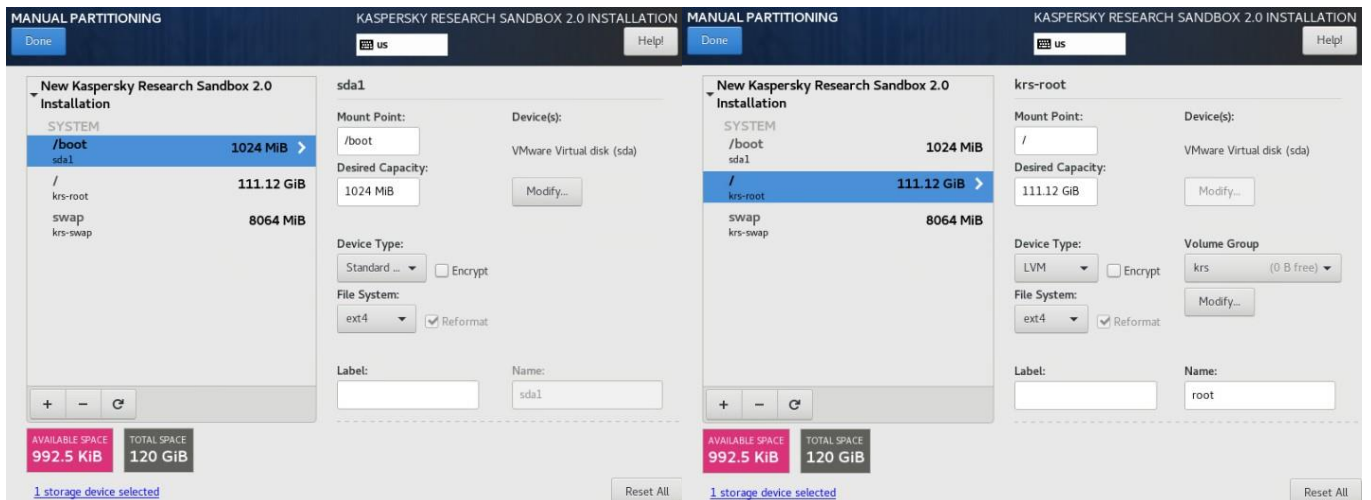 MANUAL PARTITIONING
KASPERSKY RESEARCH SANDBOX 2.0 INSTALLATION
Done
us
Help!
New Kaspersky Research Sandbox 2.0
Installation
SYSTEM
/boot
1024 MiB
sda1
/
111.12 GiB
krs-root
swap
8064 MiB
krs-swap
+ −
AVAILABLE SPACE
992.5 KiB
TOTAL SPACE
120 GiB
1 storage device selected
sda1
Mount Point:
Device(s):
/boot
VMware Virtual disk (sda)
Desired Capacity:
1024 MiB
Modify...
Device Type:
Standard ...
Encrypt
File System:
ext4
Reformat
Label:
Name:
sda1
Reset All
MANUAL PARTITIONING
KASPERSKY RESEARCH SANDBOX 2.0 INSTALLATION
Done
us
Help!
New Kaspersky Research Sandbox 2.0
Installation
SYSTEM
/boot
1024 MiB
sda1
/
111.12 GiB
krs-root
swap
8064 MiB
krs-swap
+ −
AVAILABLE SPACE
992.5 KiB
TOTAL SPACE
120 GiB
1 storage device selected
krs-root
Mount Point:
Device(s):
/
VMware Virtual disk (sda)
Desired Capacity:
111.12 GiB
Modify...
Device Type:
Volume Group
LVM
Encrypt
krs
(0 B free)
File System:
Modify...
ext4
Reformat
Label:
Name:
root
Reset All